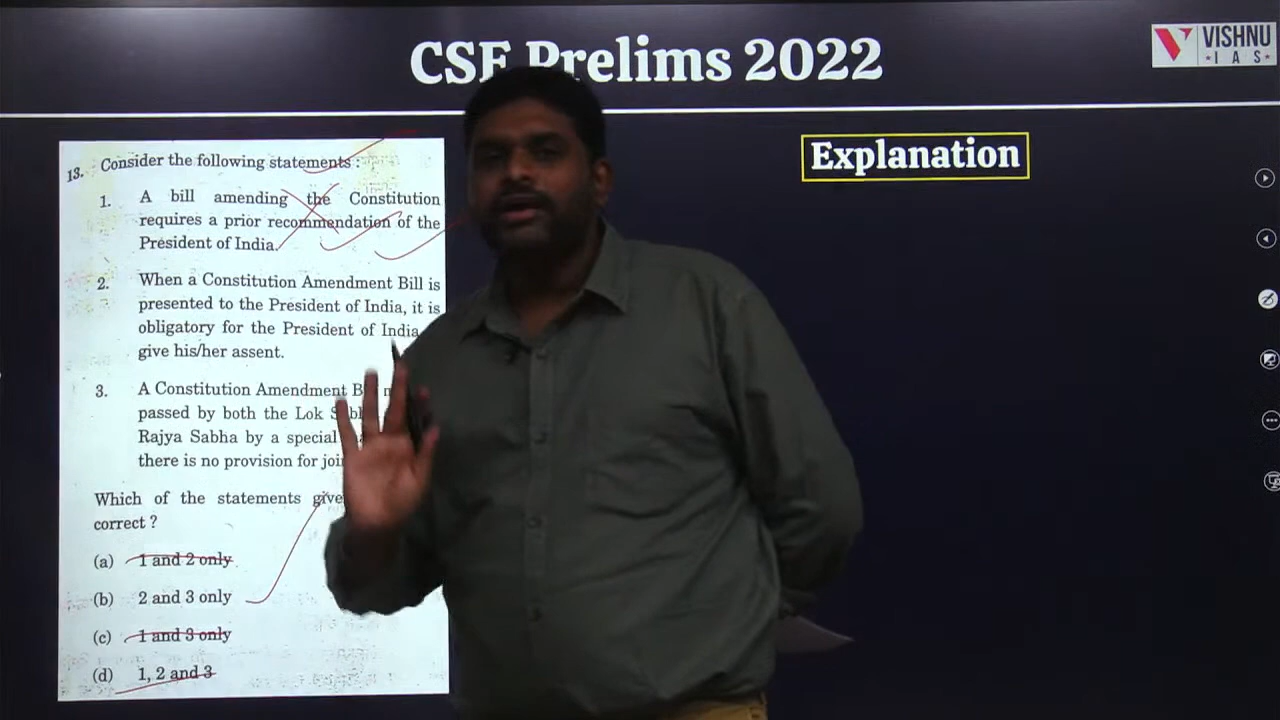 CSE Prelims 2022
VISHNU
I A S
Explanation
13. Consider the following statements :
1. A bill amending the Constitution
requires a prior recommendation of the
President of India.
2. When a Constitution Amendment Bill is
presented to the President of India, it is
obligatory for the President of India
give his/her assent.
3. A Constitution Amendment
passed by both the Lok
Rajya Sabha by a special
there is no provision for
Which of the statements
correct ?
(a) 1 and 2 only
(b) 2 and 3 only
(c) 1 and 3 only
(d) 1, 2 and 3